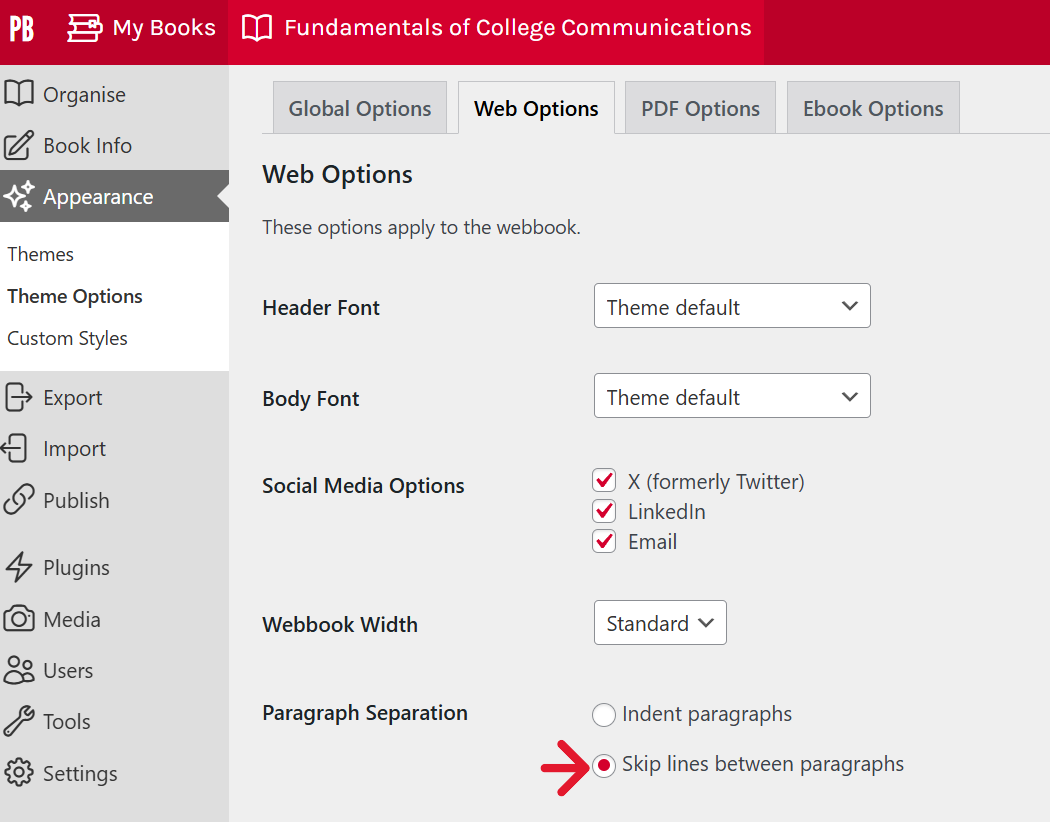 PB My Books Fundamentals of College Communications
Organise
Book Info
Appearance
Themes
Theme Options
Custom Styles
Export
Import
Publish
Plugins
Media
Users
Tools
Settings
Global Options Web Options PDF Options Ebook Options
Web Options
These options apply to the webbook.
Header Font Theme default
Body Font Theme default
Social Media Options X (formerly Twitter)
LinkedIn
Email
Webbook Width Standard
Paragraph Separation Indent paragraphs
Skip lines between paragraphs